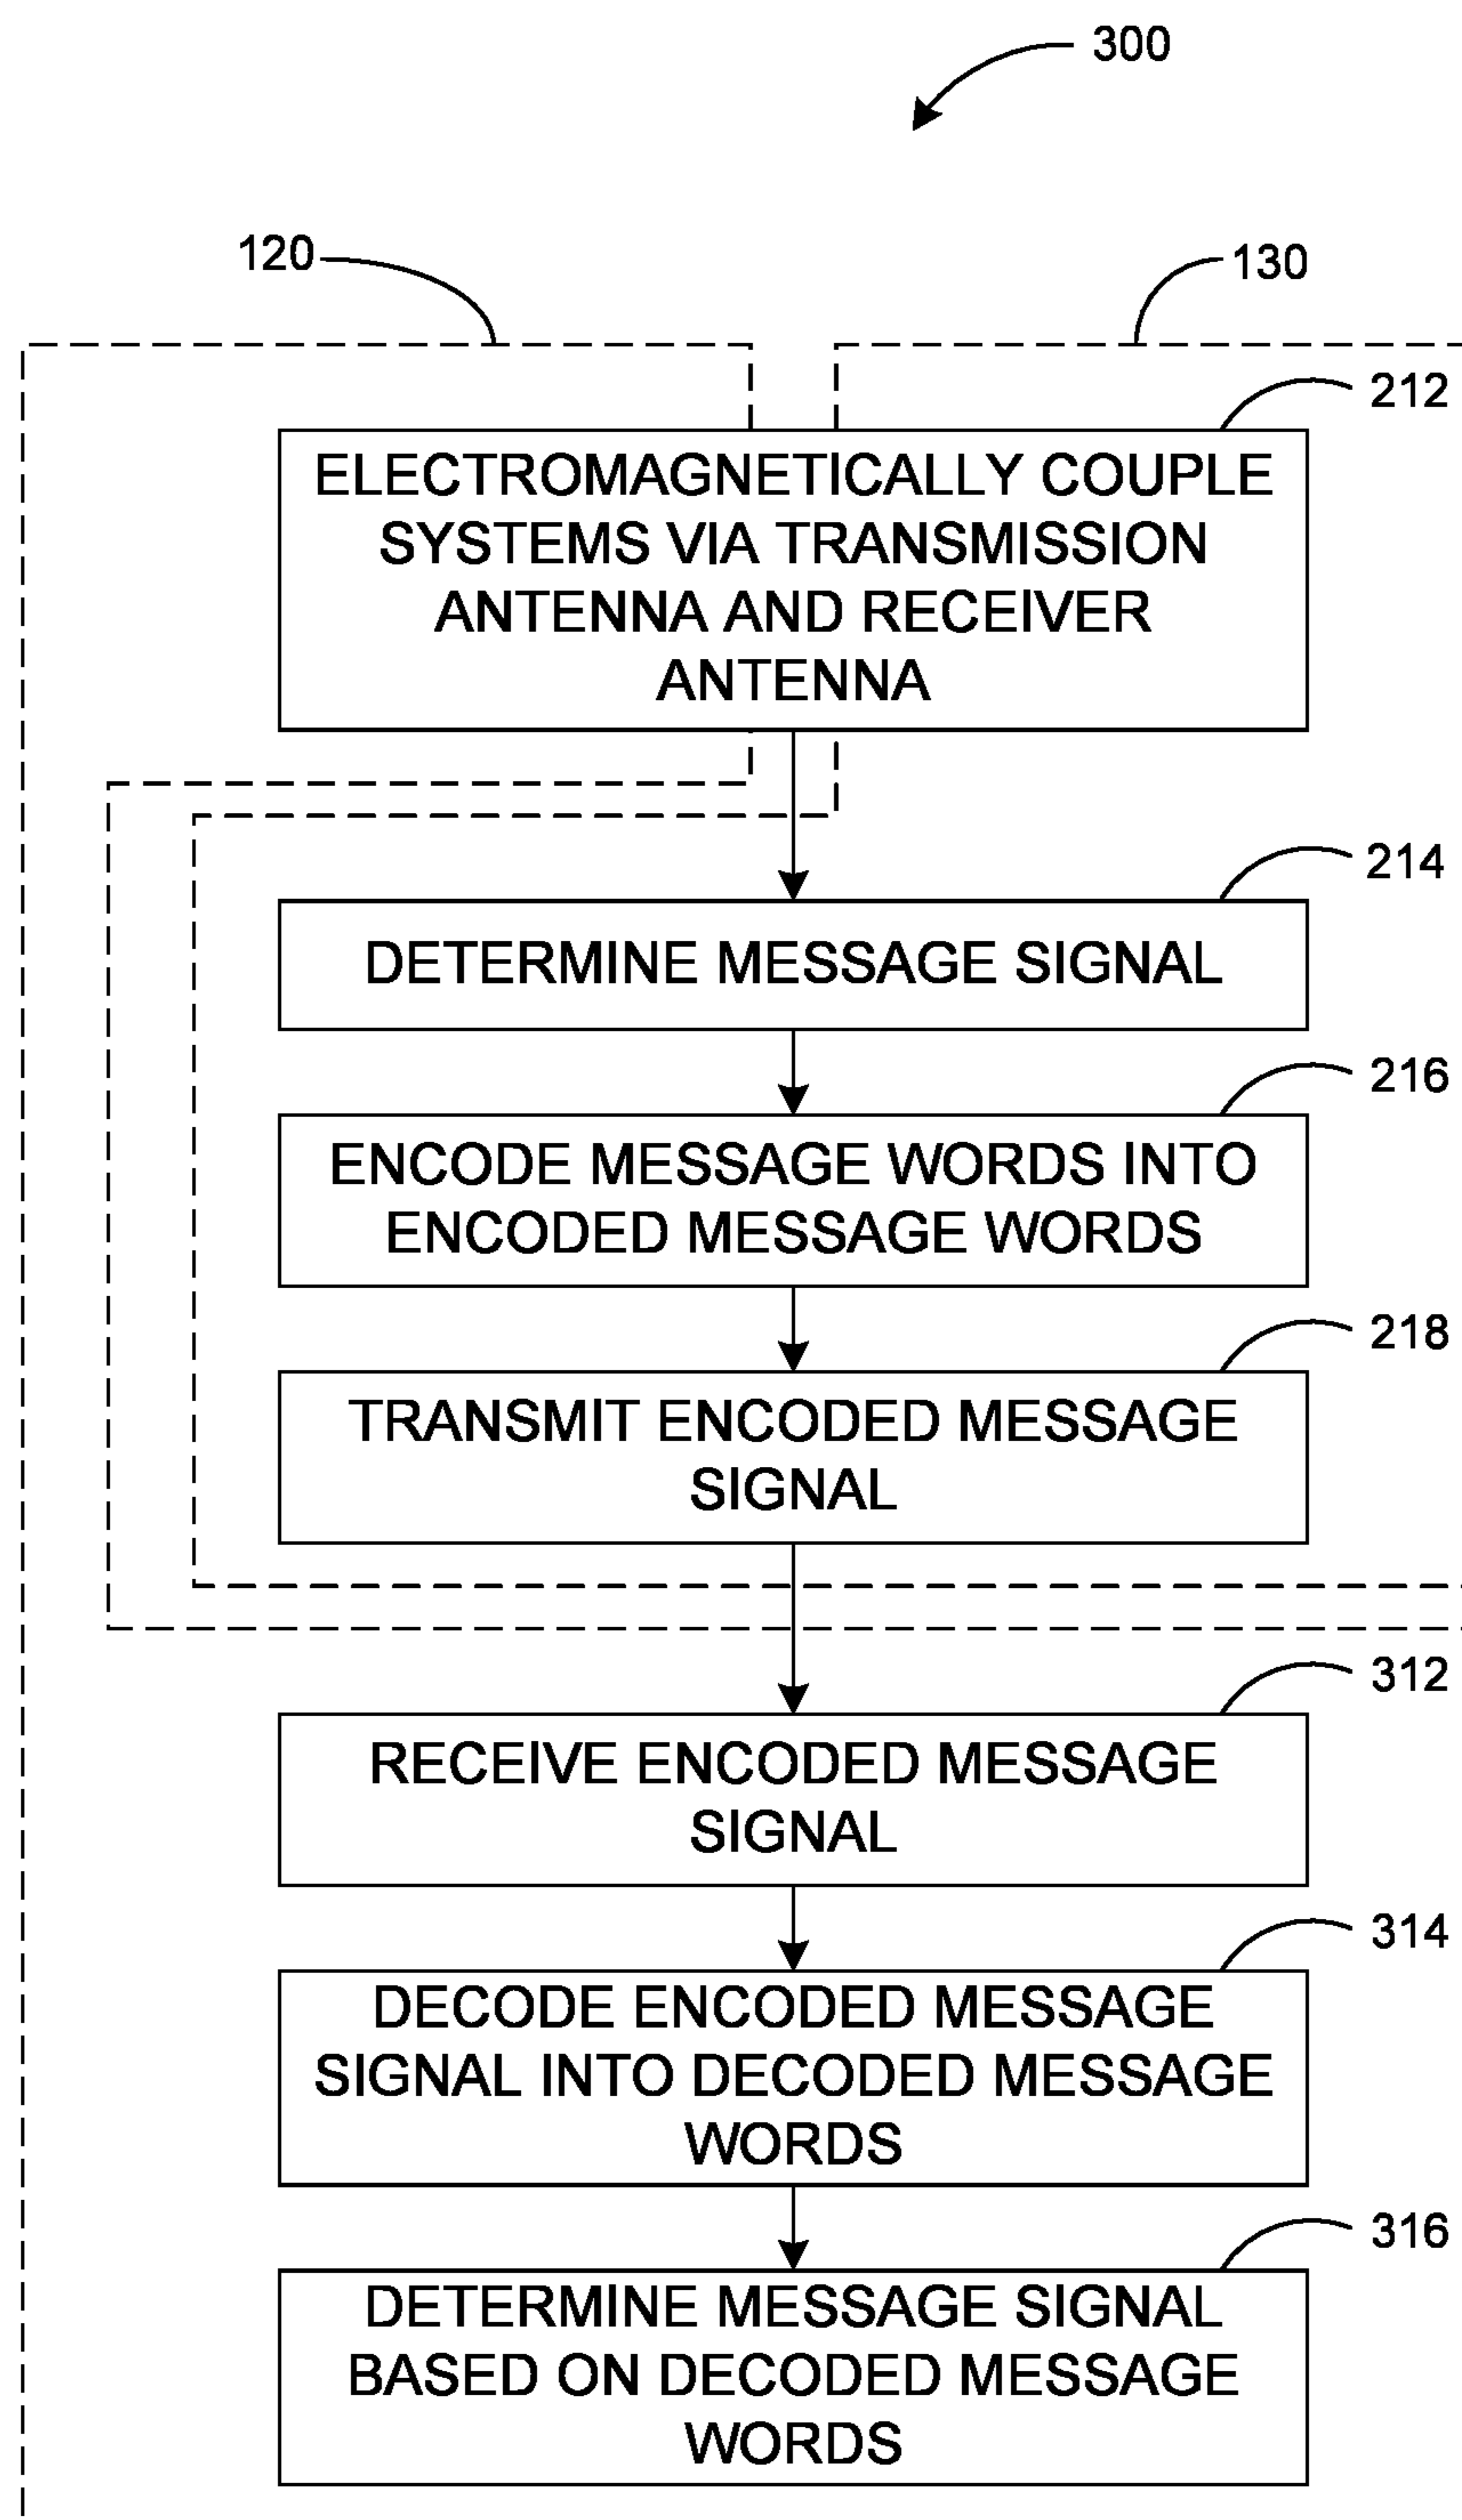 300
120
130
212
ELECTROMAGNETICALLY COUPLE
SYSTEMS VIA TRANSMISSION
ANTENNA AND RECEIVER
ANTENNA
214
DETERMINE MESSAGE SIGNAL
216
ENCODE MESSAGE WORDS INTO
ENCODED MESSAGE WORDS
218
TRANSMIT ENCODED MESSAGE
SIGNAL
312
RECEIVE ENCODED MESSAGE
SIGNAL
314
DECODE ENCODED MESSAGE
SIGNAL INTO DECODED MESSAGE
WORDS
316
DETERMINE MESSAGE SIGNAL
BASED ON DECODED MESSAGE
WORDS